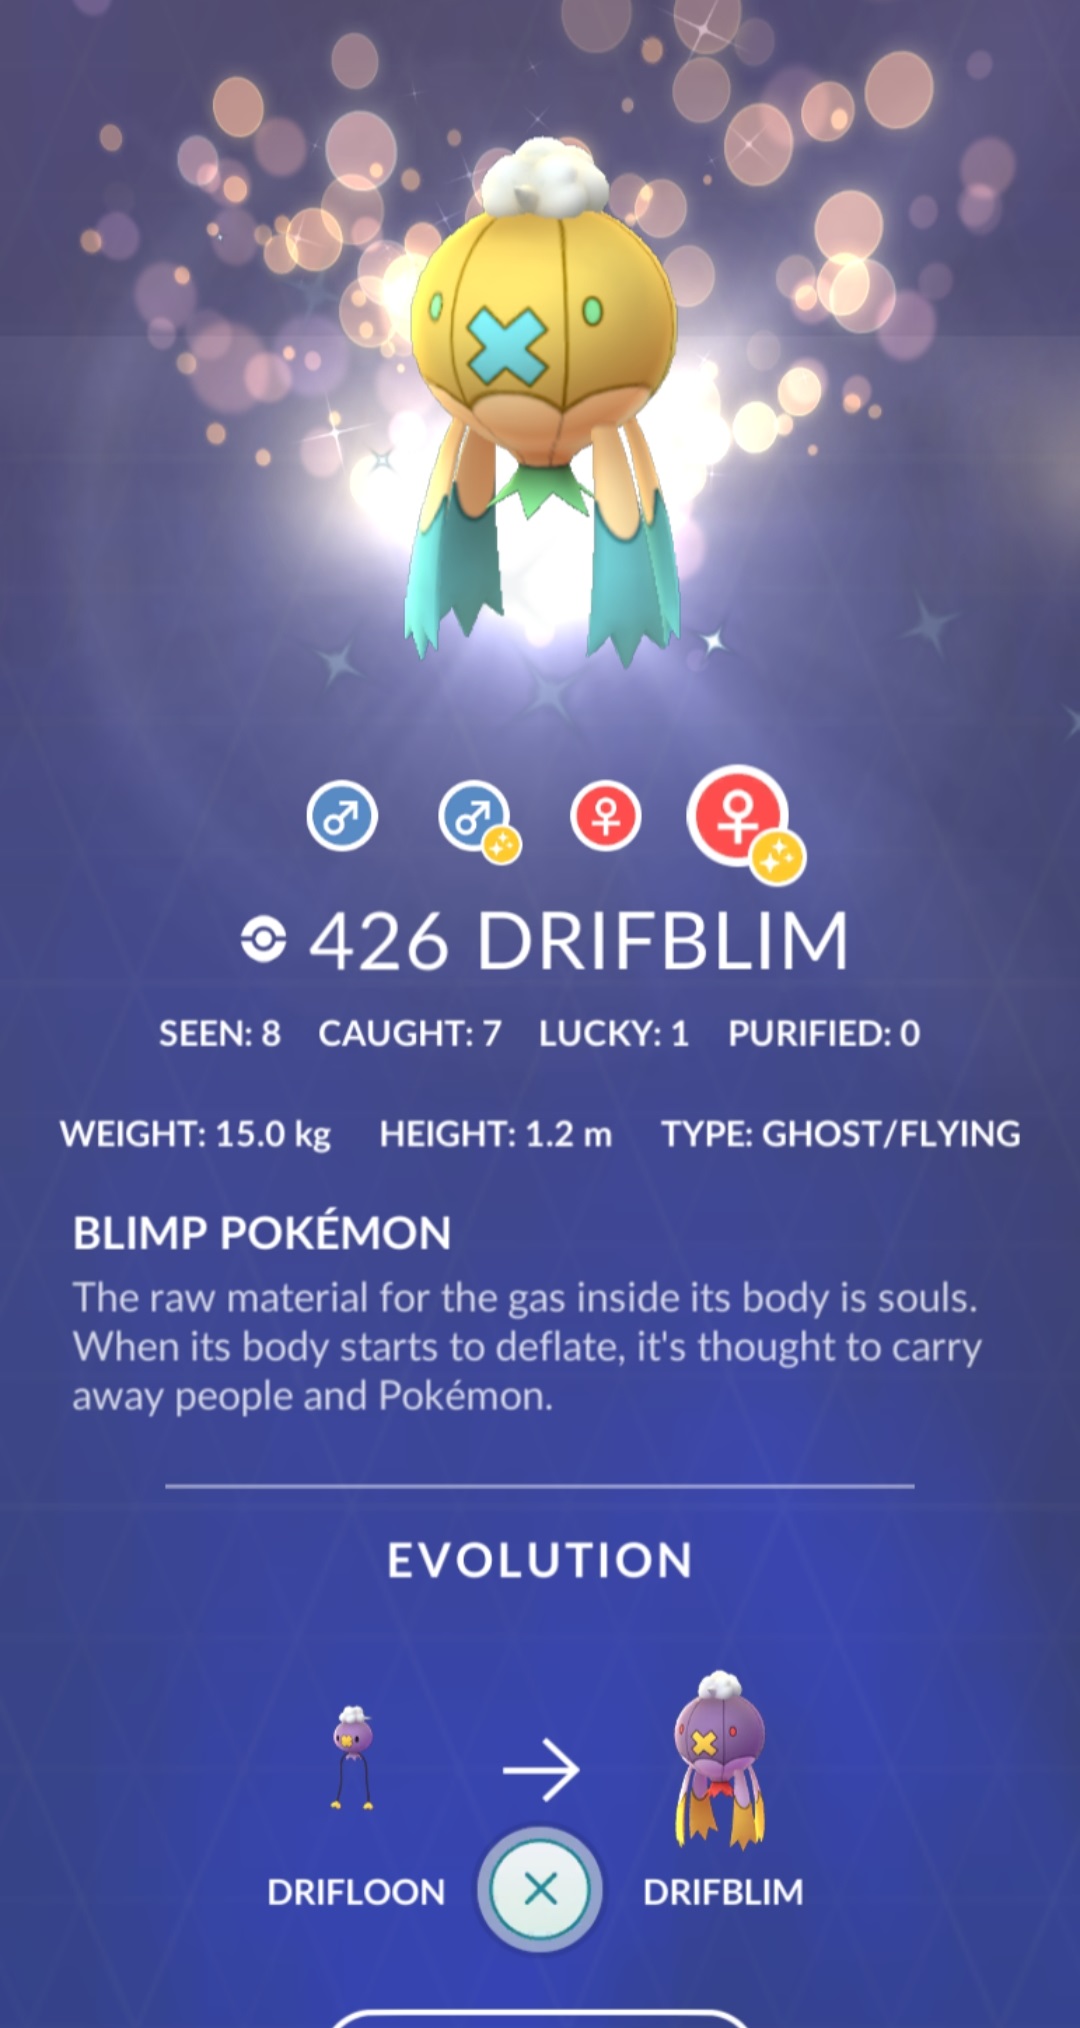 426 DRIFBLIM
SEEN: 8 CAUGHT: 7 LUCKY: 1 PURIFIED: 0
WEIGHT: 15.0 kg HEIGHT: 1.2 m TYPE: GHOST/FLYING
BLIMP POKÉMON
The raw material for the gas inside its body is souls.
When its body starts to deflate, it's thought to carry
away people and Pokémon.
EVOLUTION
DRIFLOON DRIFBLIM